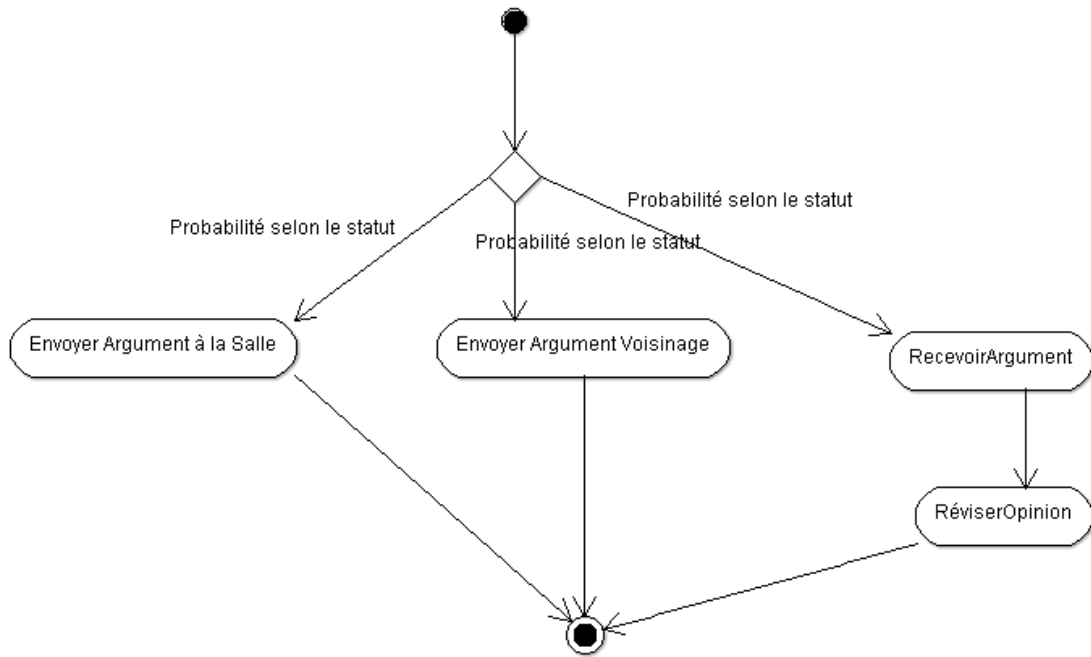 Probabilité selon le statut
Probabilité selon le statut
Probabilité selon le statut
Envoyer Argument à la Salle
Envoyer Argument Voisinage
RecevoirArgument
RéviserOpinion